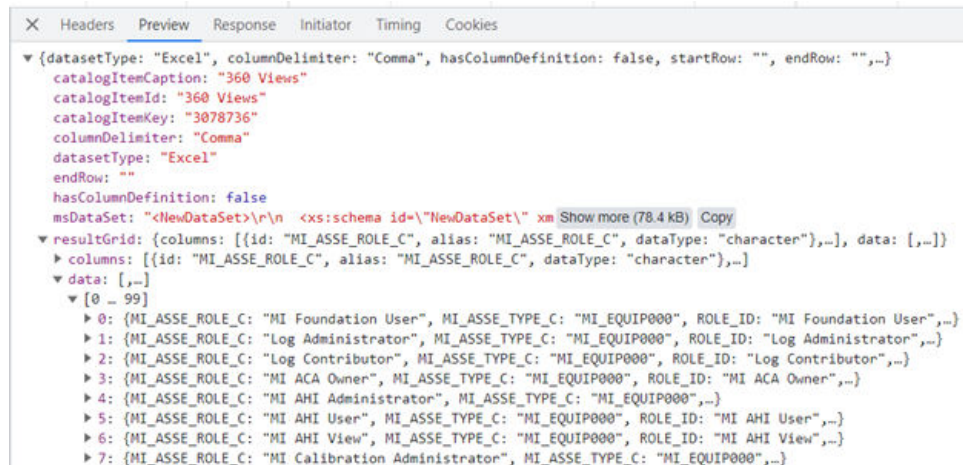 × Headers Preview Response Initiator Timing Cookies
▼ {datasetType: "Excel", columnDelimiter: "Comma", hasColumnDefinition: false, startRow: "", endRow: "",…}
catalogItemCaption: "360 Views"
catalogItemId: "360 Views"
catalogItemKey: "3078736"
columnDelimiter: "Comma"
datasetType: "Excel"
endRow: ""
hasColumnDefinition: false
msDataSet: "<NewDataSet>\r\n <xs:schema id=\"NewDataSet\" xm Show more (78.4 kB) Copy
▼ resultGrid: {columns: [{id: "MI_ASSE_ROLE_C", alias: "MI_ASSE_ROLE_C", dataType: "character"},…], data: [,…]}
▶ columns: [{id: "MI_ASSE_ROLE_C", alias: "MI_ASSE_ROLE_C", dataType: "character"},…]
▼ data: [,…]
▼ [0 … 99]
▶ 0: {MI_ASSE_ROLE_C: "MI Foundation User", MI_ASSE_TYPE_C: "MI_EQUIP000", ROLE_ID: "MI Foundation User",…}
▶ 1: {MI_ASSE_ROLE_C: "Log Administrator", MI_ASSE_TYPE_C: "MI_EQUIP000", ROLE_ID: "Log Administrator",…}
▶ 2: {MI_ASSE_ROLE_C: "Log Contributor", MI_ASSE_TYPE_C: "MI_EQUIP000", ROLE_ID: "Log Contributor",…}
▶ 3: {MI_ASSE_ROLE_C: "MI ACA Owner", MI_ASSE_TYPE_C: "MI_EQUIP000", ROLE_ID: "MI ACA Owner",…}
▶ 4: {MI_ASSE_ROLE_C: "MI AHI Administrator", MI_ASSE_TYPE_C: "MI_EQUIP000",…}
▶ 5: {MI_ASSE_ROLE_C: "MI AHI User", MI_ASSE_TYPE_C: "MI_EQUIP000", ROLE_ID: "MI AHI User",…}
▶ 6: {MI_ASSE_ROLE_C: "MI AHI View", MI_ASSE_TYPE_C: "MI_EQUIP000", ROLE_ID: "MI AHI View",…}
▶ 7: {MI_ASSE_ROLE_C: "MI Calibration Administrator", MI_ASSE_TYPE_C: "MI_EQUIP000",…}